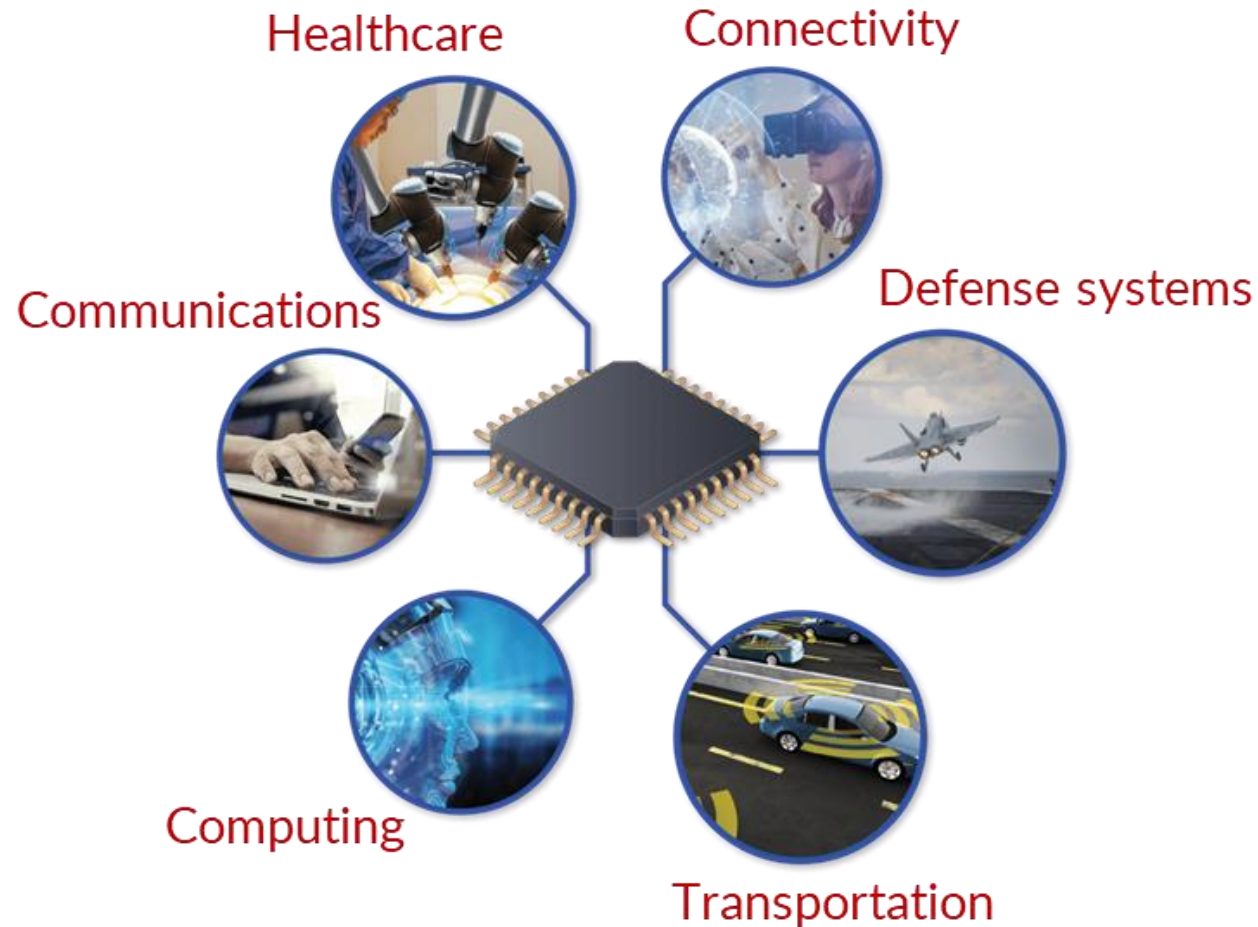 Healthcare
Connectivity
Communications
Defense systems
Computing
Transportation